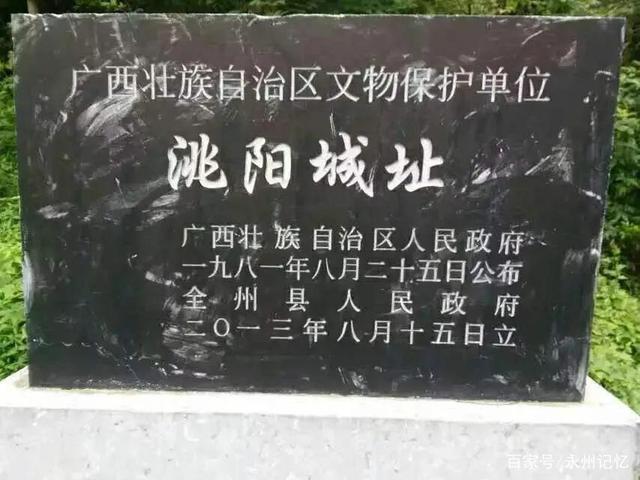 广西壮族自治区文物保护单位
洮阳城址
广西壮族自治区人民政府
一九八一年八月二十五日公布
全州县人民政府
二〇一三年八月十五日立
百家号/永州记忆